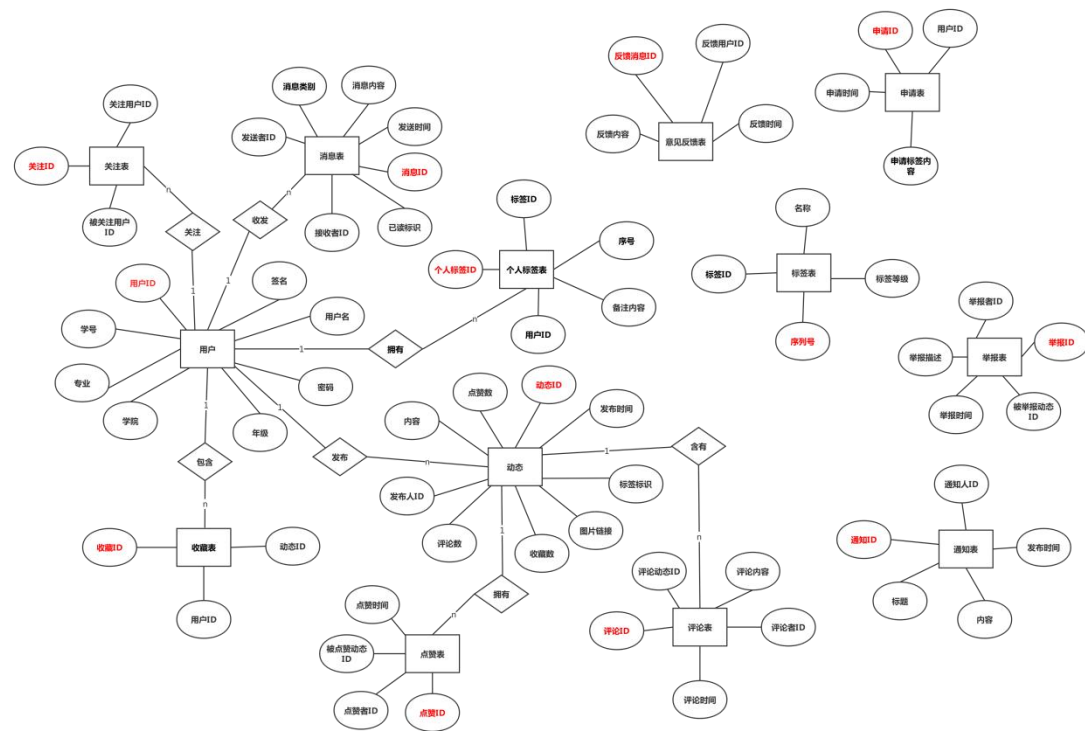 申请ID
用户ID
申请时间
申请表
申请标签内
容
反馈消息ID
反馈用户ID
反馈内容
意见反馈表
反馈时间
关注用户ID
关注ID
关注表
被关注用户
ID
n
关注
1
消息类别
消息内容
发送者ID
发送时间
消息表
消息ID
接收者ID
已读标识
n
收发
1
标签ID
序号
个人标签ID
个人标签表
备注内容
用户ID
n
拥有
1
名称
标签ID
标签表
标签等级
序列号
举报者ID
举报ID
举报描述
举报表
举报时间
被举报动态
ID
用户ID
签名
学号
用户名
用户
专业
密码
学院
年级
1
包含
n
1
发布
n
收藏ID
收藏表
动态ID
用户ID
点赞数
动态ID
发布时间
内容
动态
发布人ID
标签标识
评论数
收藏数
图片链接
1
含有
n
1
拥有
n
点赞时间
被点赞动态
ID
点赞表
点赞者ID
点赞ID
评论动态ID
评论内容
评论ID
评论表
评论者ID
评论时间
通知人ID
通知ID
通知表
发布时间
标题
内容